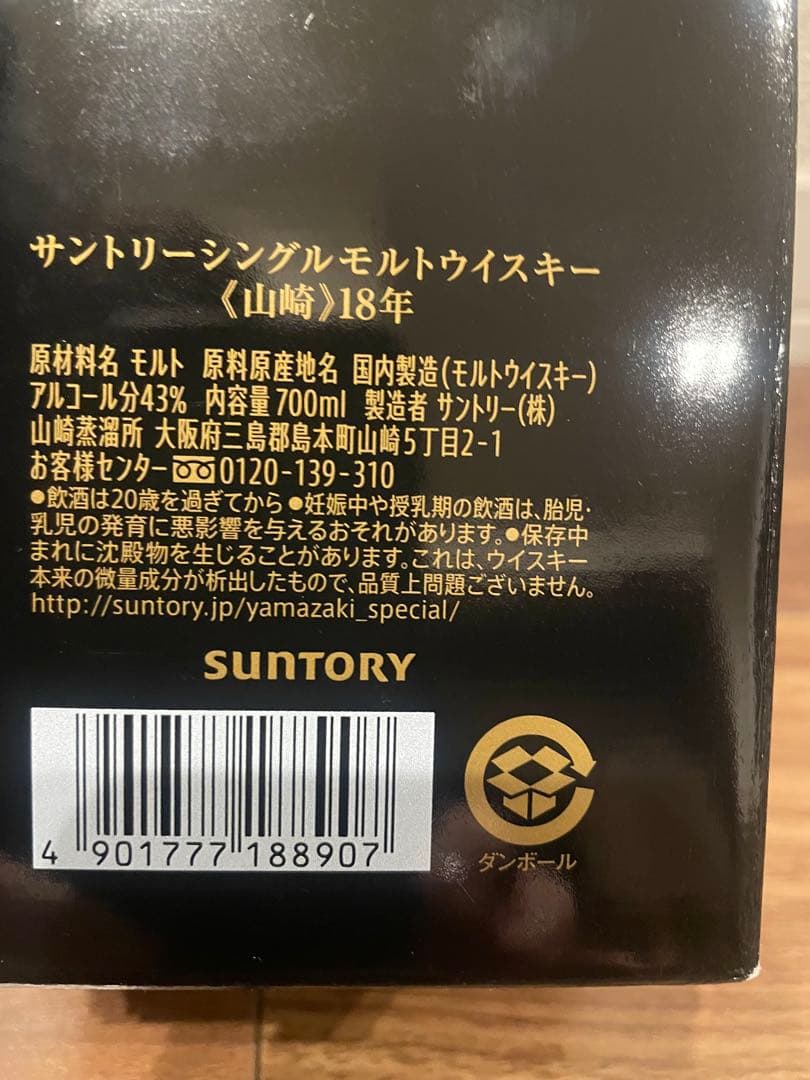 サントリーシングルモルトウイスキー
《山崎》18年
原材料名 モルト 原料原産地名 国内製造(モルトウイスキー)
アルコール分43% 内容量700ml 製造者 サントリー(株)
山崎蒸溜所 大阪府三島郡島本町山崎5丁目2-1
お客様センター 0120-139-310
●飲酒は20歳を過ぎてから ●妊娠中や授乳期の飲酒は、胎児・
乳児の発育に悪影響を与えるおそれがあります。●保存中
まれに沈殿物を生じることがあります。これは、ウイスキー
本来の微量成分が析出したもので、品質上問題ございません。
http://suntory.jp/yamazaki_special/
SUNTORY
4 901777 188907
ダンボール